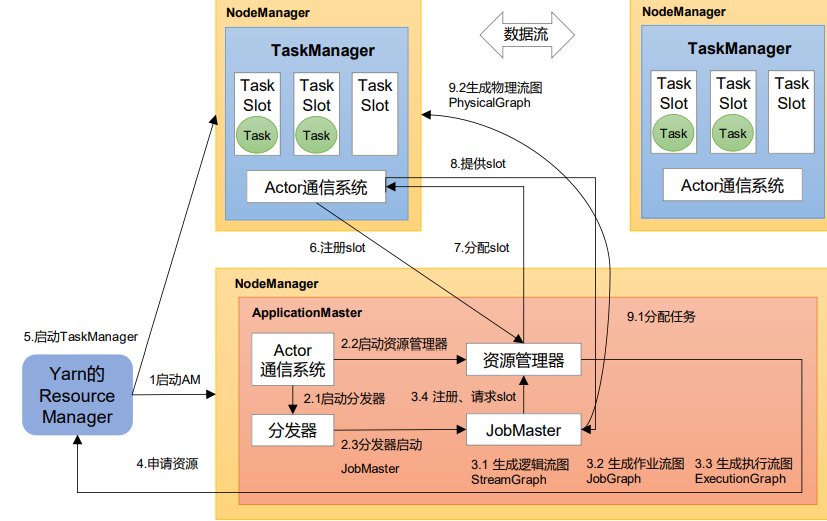 NodeManager
TaskManager
Task
Slot
Task
Task
Slot
Task
Task
Slot
Actor通信系统
数据流
NodeManager
TaskManager
Task
Slot
Task
Task
Slot
Task
Task
Slot
Actor通信系统
9.2生成物理流图
PhysicalGraph
8.提供slot
6.注册slot
7.分配slot
9.1分配任务
5.启动TaskManager
Yarn的
Resource
Manager
1启动AM
4.申请资源
NodeManager
ApplicationMaster
Actor
通信系统
2.2启动资源管理器
资源管理器
2.1启动分发器
3.4 注册、请求slot
分发器
2.3分发器启动
JobMaster
JobMaster
3.1 生成逻辑流图
StreamGraph
3.2 生成作业流图
JobGraph
3.3 生成执行流图
ExecutionGraph